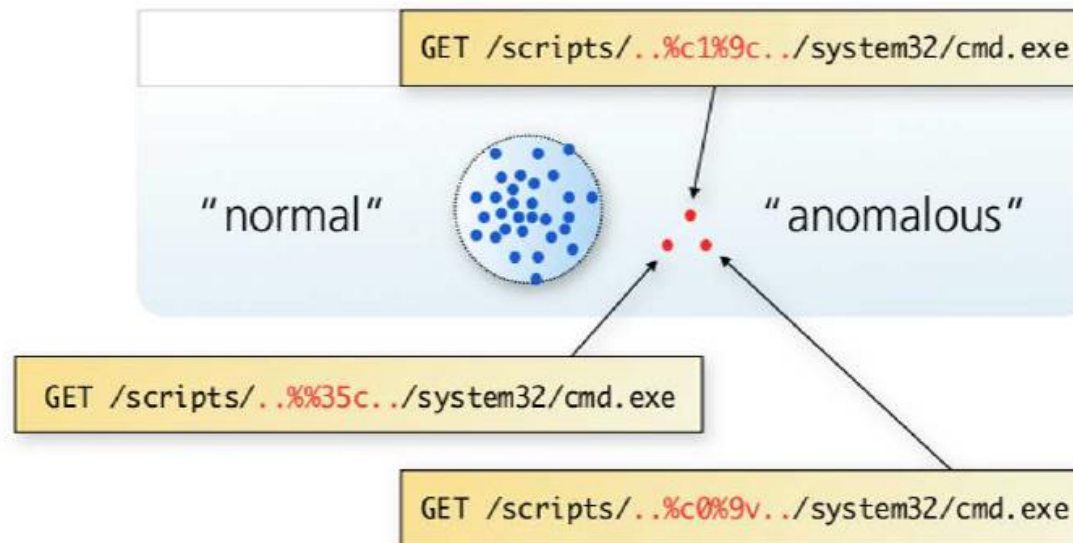 GET /scripts/..%c1%9c../system32/cmd.exe
"normal"
"anomalous"
GET /scripts/..%%35c../system32/cmd.exe
GET /scripts/..%c0%9v../system32/cmd.exe